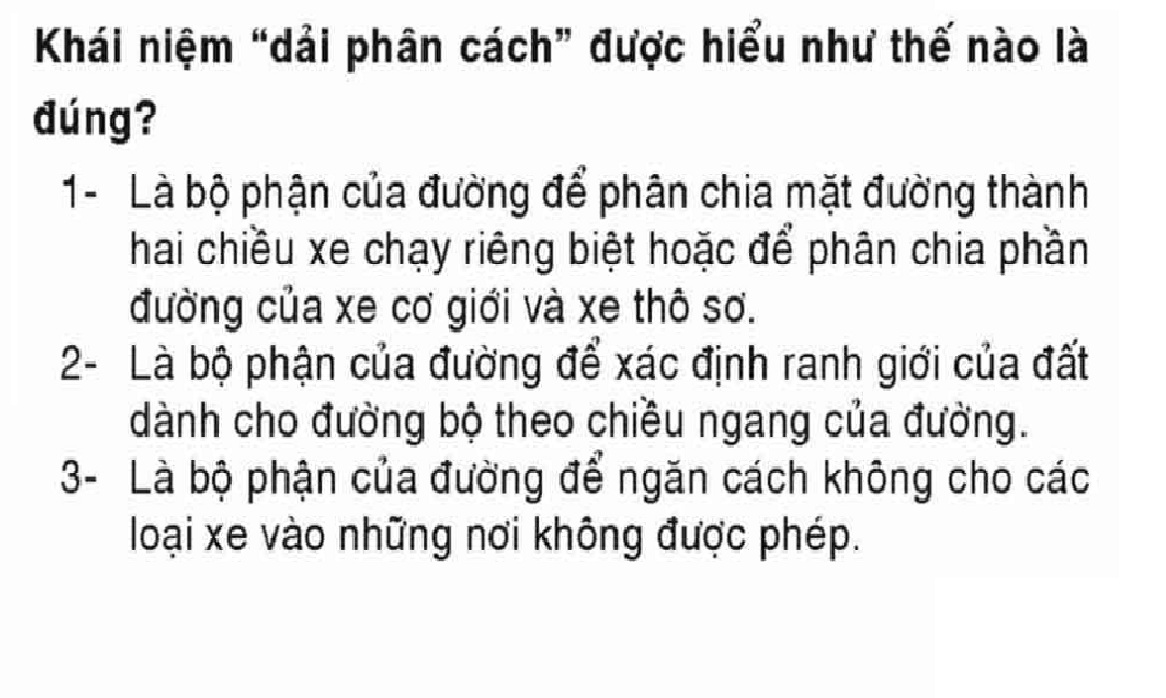 Khái niệm “dải phân cách” được hiểu như thế nào là
đúng?
1- Là bộ phận của đường để phân chia mặt đường thành
hai chiều xe chạy riêng biệt hoặc để phân chia phần
đường của xe cơ giới và xe thô sơ.
2- Là bộ phận của đường để xác định ranh giới của đất
dành cho đường bộ theo chiều ngang của đường.
3- Là bộ phận của đường để ngăn cách không cho các
loại xe vào những nơi không được phép.